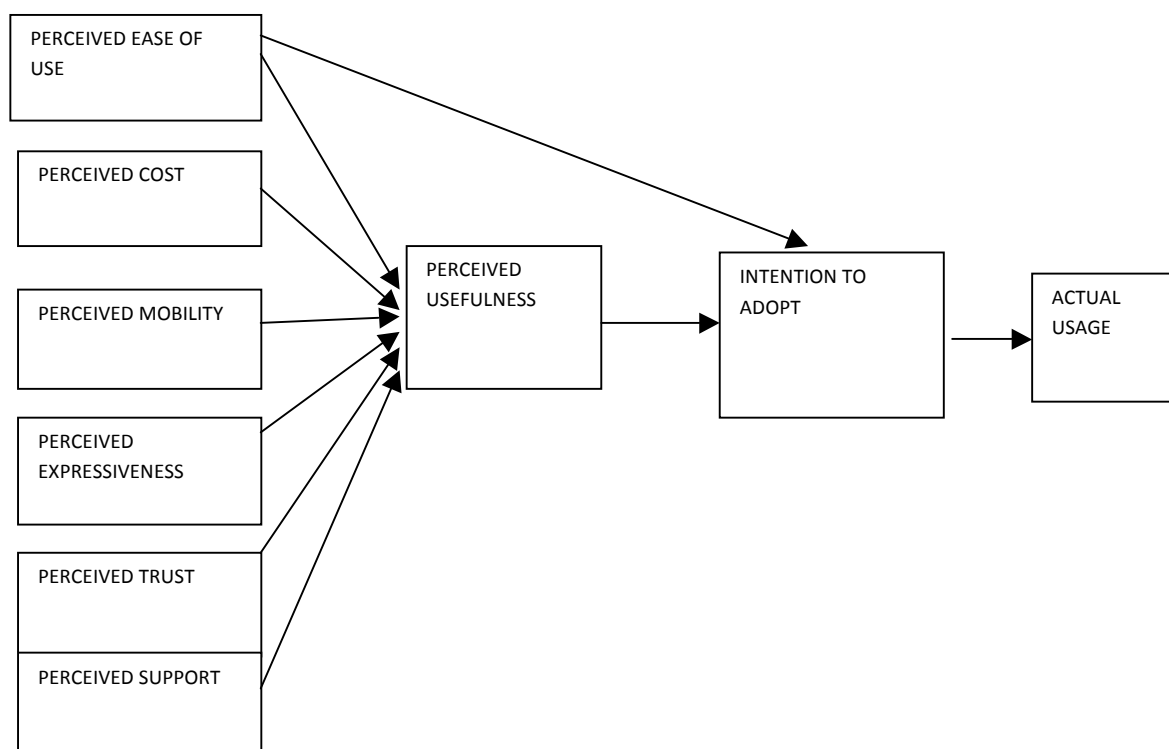 PERCEIVED EASE OF
USE
PERCEIVED COST
PERCEIVED MOBILITY
PERCEIVED
EXPRESSIVENESS
PERCEIVED TRUST
PERCEIVED SUPPORT
PERCEIVED
USEFULNESS
INTENTION TO
ADOPT
ACTUAL
USAGE